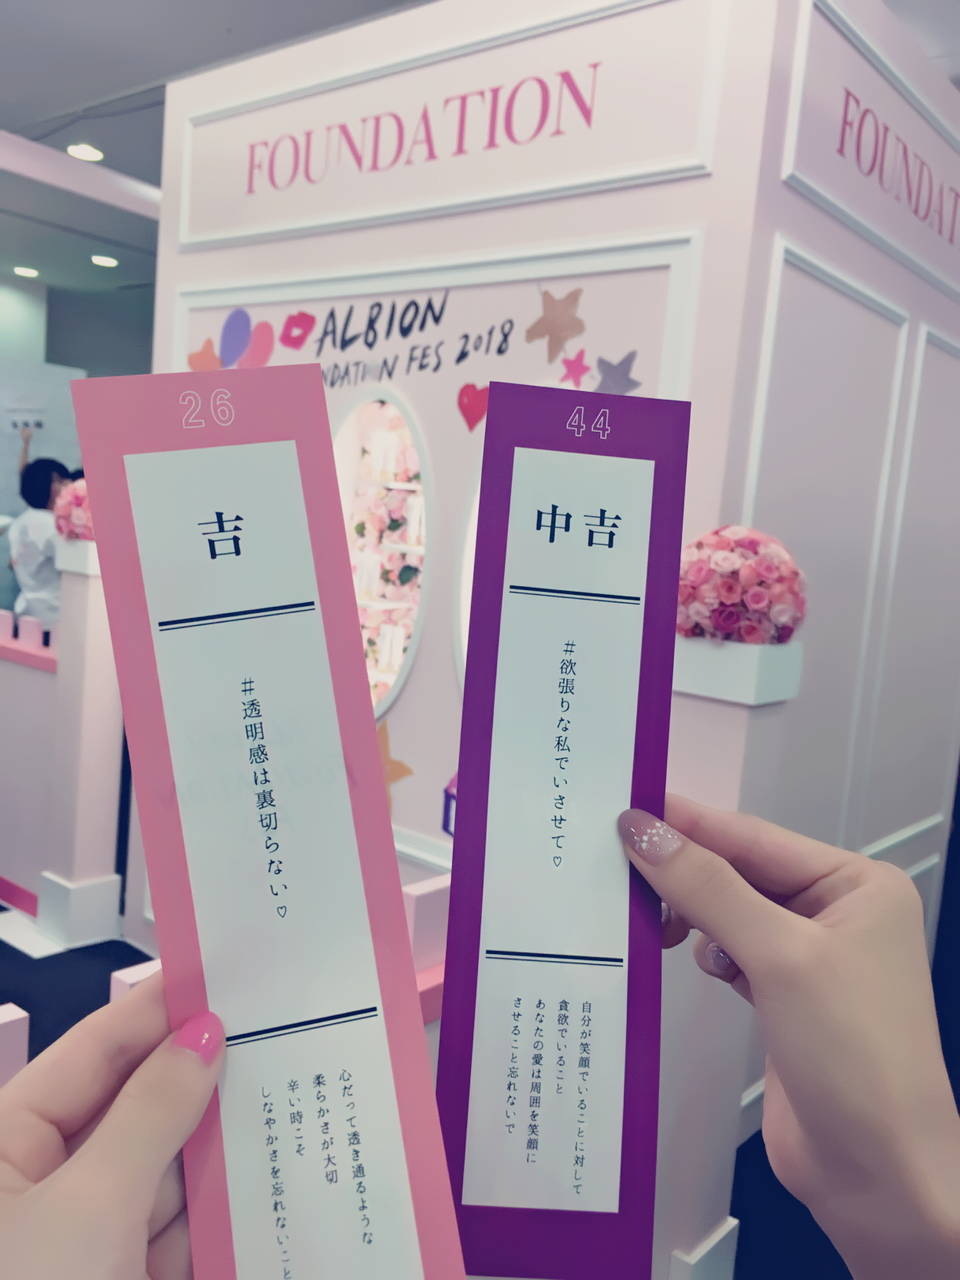 FOUNDATION
FOUNDAT
ALBION
NDATION FES 2018
26
吉
#透明感は裏切らない♡
心だって透き通るような
柔らかさが大切
辛い時こそ
しなやかさを忘れないこと
44
中吉
#欲張りな私でいさせて♡
自分が笑顔でいることに対して
貪欲でいること
あなたの愛は周囲を笑顔に
させること忘れないで